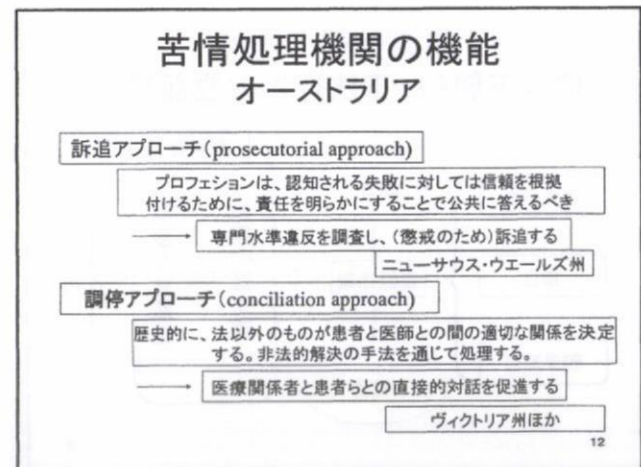 苦情処理機関の機能
オーストラリア
訴追アプローチ(prosecutorial approach)
プロフェションは、認知される失敗に対しては信頼を根拠
付けるために、責任を明らかにすることで公共に答えるべき
専門水準違反を調査し、(懲戒のため)訴追する
ニューサウス・ウエールズ州
調停アプローチ(conciliation approach)
歴史的に、法以外のものが患者と医師との間の適切な関係を決定
する。非法的解決の手法を通じて処理する。
医療関係者と患者らとの直接的対話を促進する
ヴィクトリア州ほか
12